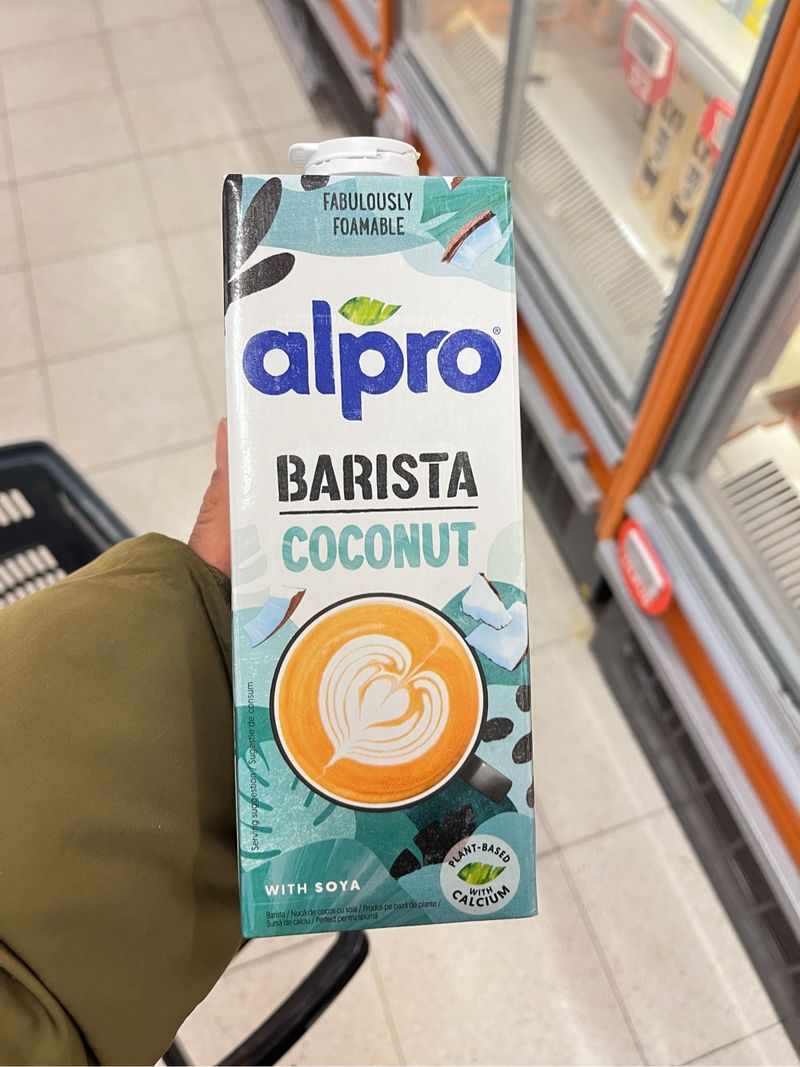 FABULOUSLY
FOAMABLE
alpro®
BARISTA
COCONUT
Serving suggestion / Sugestie de consum
WITH SOYA
Barista / Nucă de cocos cu soia / Produs pe bază de plante /
Sursă de calciu / Perfect pentru spumă
PLANT-BASED
WITH
CALCIUM